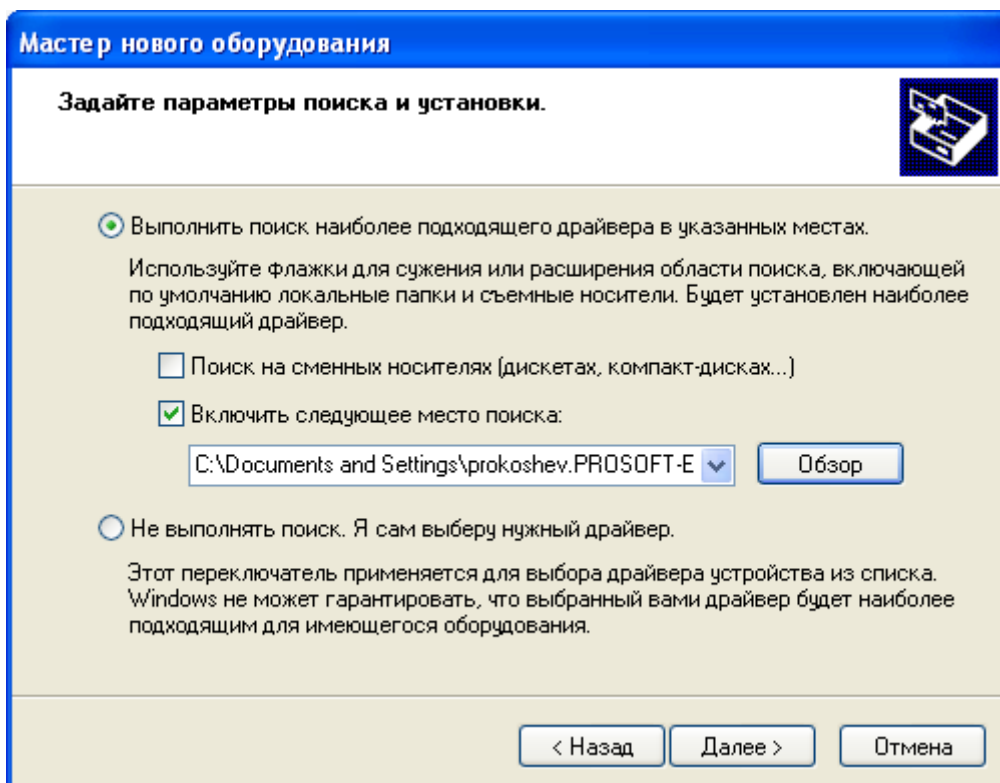 Мастер нового оборудования
Задайте параметры поиска и установки.
Выполнить поиск наиболее подходящего драйвера в указанных местах.
Используйте флажки для сужения или расширения области поиска, включающей
по умолчанию локальные папки и съемные носители. Будет установлен наиболее
подходящий драйвер.
Поиск на сменных носителях (дискетах, компакт-дисках...)
Включить следующее место поиска:
C:\Documents and Settings\prokoshev.PROSOFT-E
Обзор
Не выполнять поиск. Я сам выберу нужный драйвер.
Этот переключатель применяется для выбора драйвера устройства из списка.
Windows не может гарантировать, что выбранный вами драйвер будет наиболее
подходящим для имеющегося оборудования.
< Назад Далее > Отмена